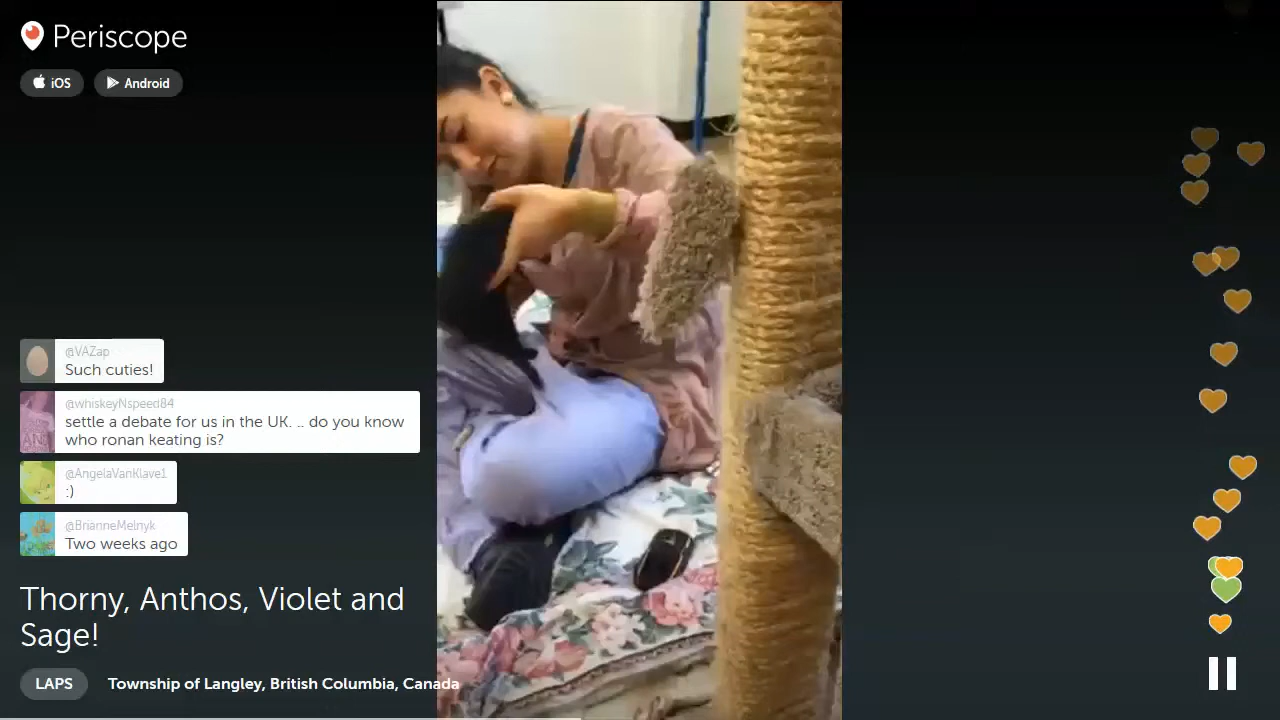 Periscope
iOS
Android
@VAZap
Such cuties!
@whiskeyNspeed84
settle a debate for us in the UK. .. do you know
who ronan keating is?
@AngelaVanKlave1
:)
@BrianneMelnyk
Two weeks ago
Thorny, Anthos, Violet and
Sage!
LAPS
Township of Langley, British Columbia, Canada